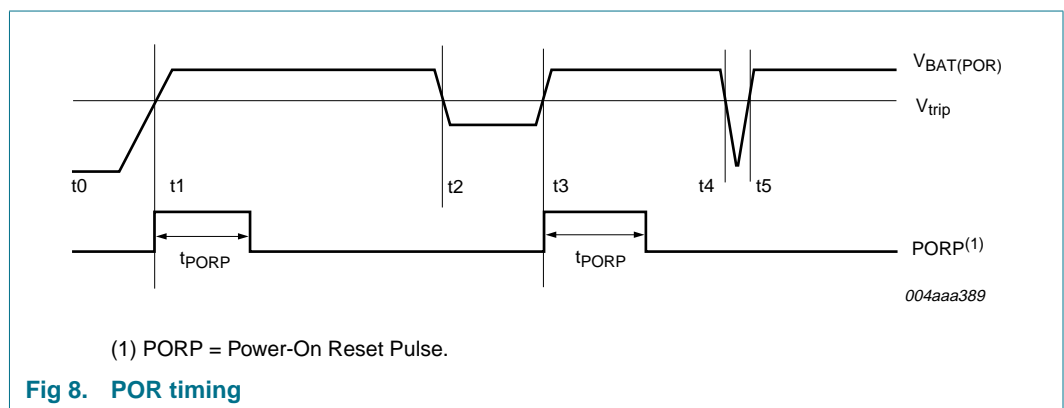 V_BAT(POR)
V_trip
t0 t1 t2 t3 t4 t5
t_PORP t_PORP PORP(1)
004aaa389
(1) PORP = Power-On Reset Pulse.
Fig 8. POR timing